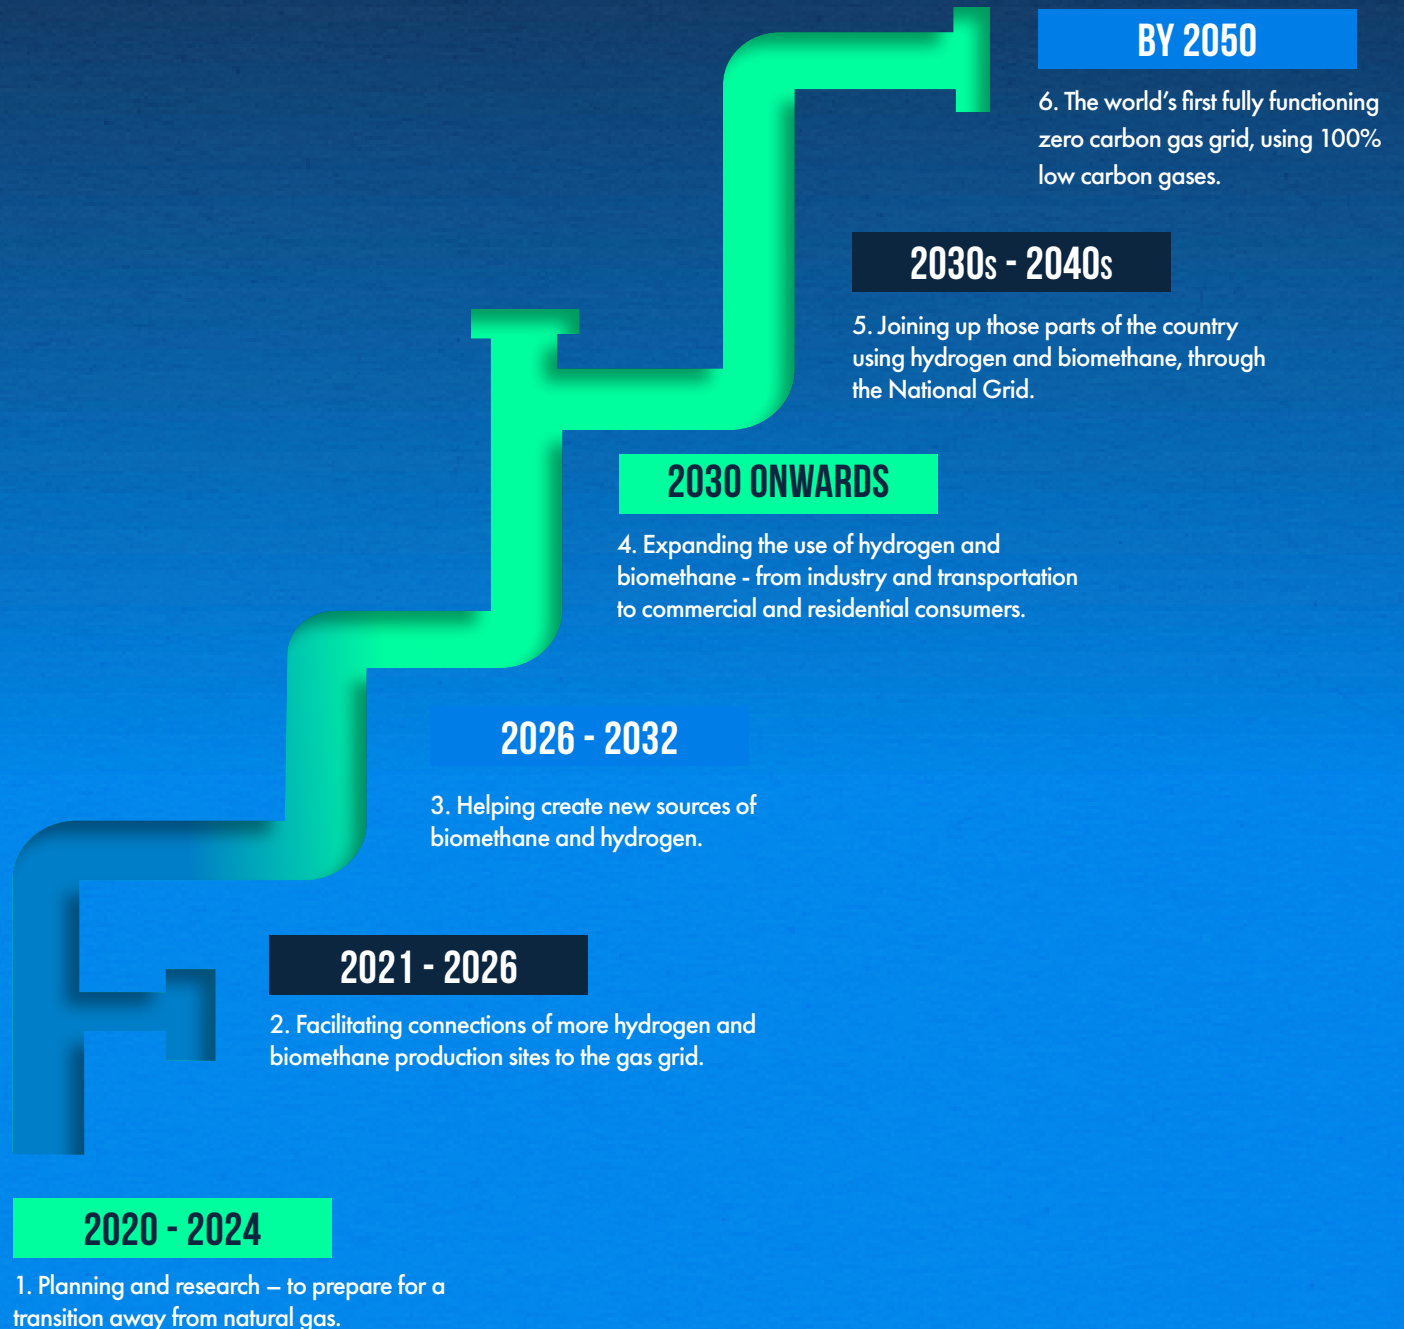 BY 2050
6. The world’s first fully functioning
zero carbon gas grid, using 100%
low carbon gases.
2030s - 2040s
5. Joining up those parts of the country
using hydrogen and biomethane, through
the National Grid.
2030 ONWARDS
4. Expanding the use of hydrogen and
biomethane - from industry and transportation
to commercial and residential consumers.
2026 - 2032
3. Helping create new sources of
biomethane and hydrogen.
2021 - 2026
2. Facilitating connections of more hydrogen and
biomethane production sites to the gas grid.
2020 - 2024
1. Planning and research – to prepare for a
transition away from natural gas.